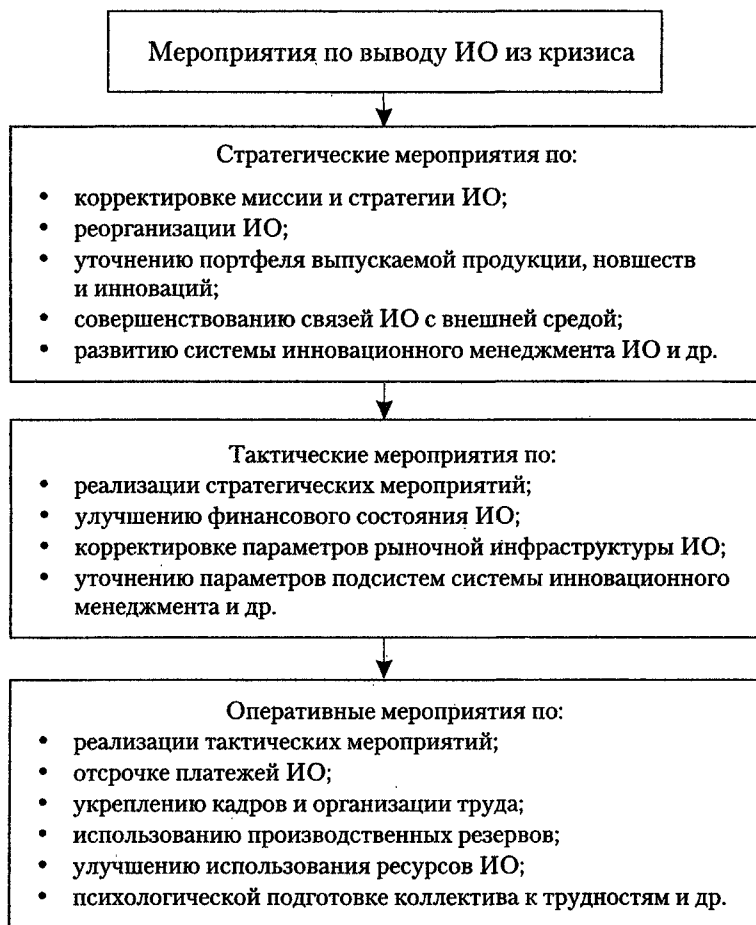 Мероприятия по выводу ИО из кризиса
Стратегические мероприятия по:
• корректировке миссии и стратегии ИО;
• реорганизации ИО;
• уточнению портфеля выпускаемой продукции, новшеств
и инноваций;
• совершенствованию связей ИО с внешней средой;
• развитию системы инновационного менеджмента ИО и др.
Тактические мероприятия по:
• реализации стратегических мероприятий;
• улучшению финансового состояния ИО;
• корректировке параметров рыночной инфраструктуры ИО;
• уточнению параметров подсистем системы инновационного
менеджмента и др.
Оперативные мероприятия по:
• реализации тактических мероприятий;
• отсрочке платежей ИО;
• укреплению кадров и организации труда;
• использованию производственных резервов;
• улучшению использования ресурсов ИО;
• психологической подготовке коллектива к трудностям и др.